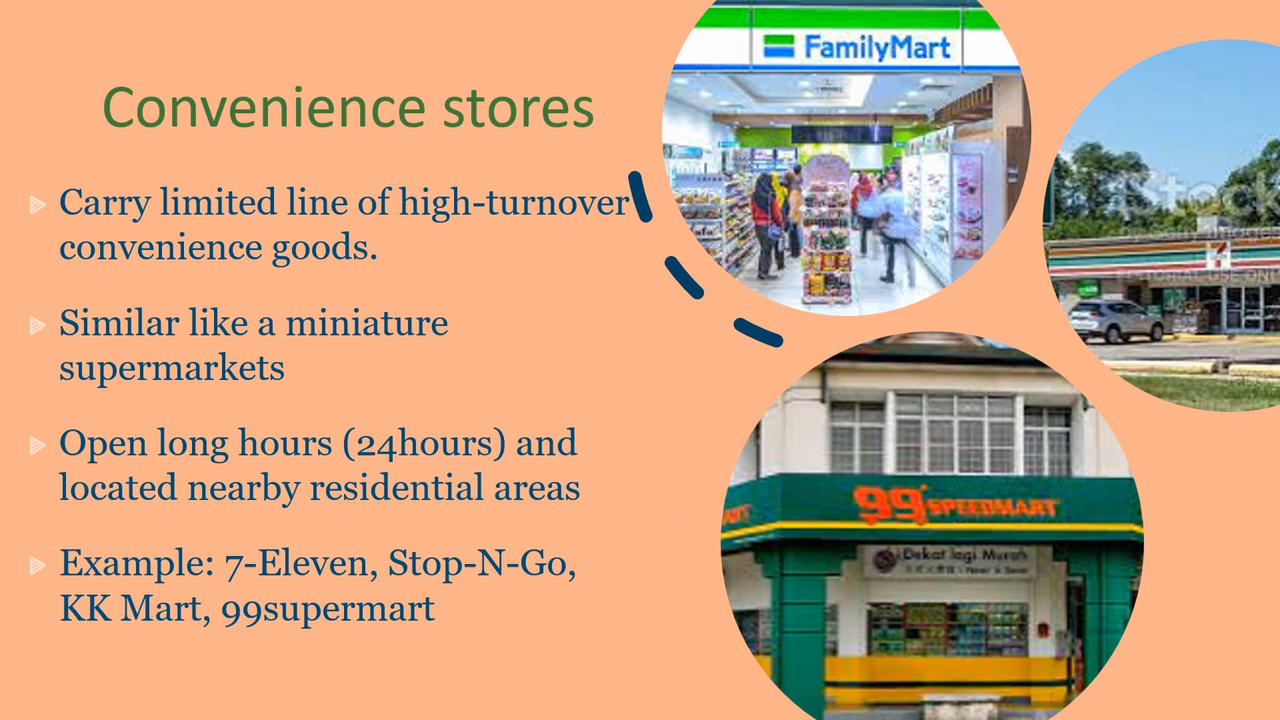 Convenience stores
Carry limited line of high-turnover
convenience goods.
Similar like a miniature
supermarkets
Open long hours (24hours) and
located nearby residential areas
Example: 7-Eleven, Stop-N-Go,
KK Mart, 99supermart
FamilyMart
iStock
99 SPEEDMART
Dekat lagi Murah